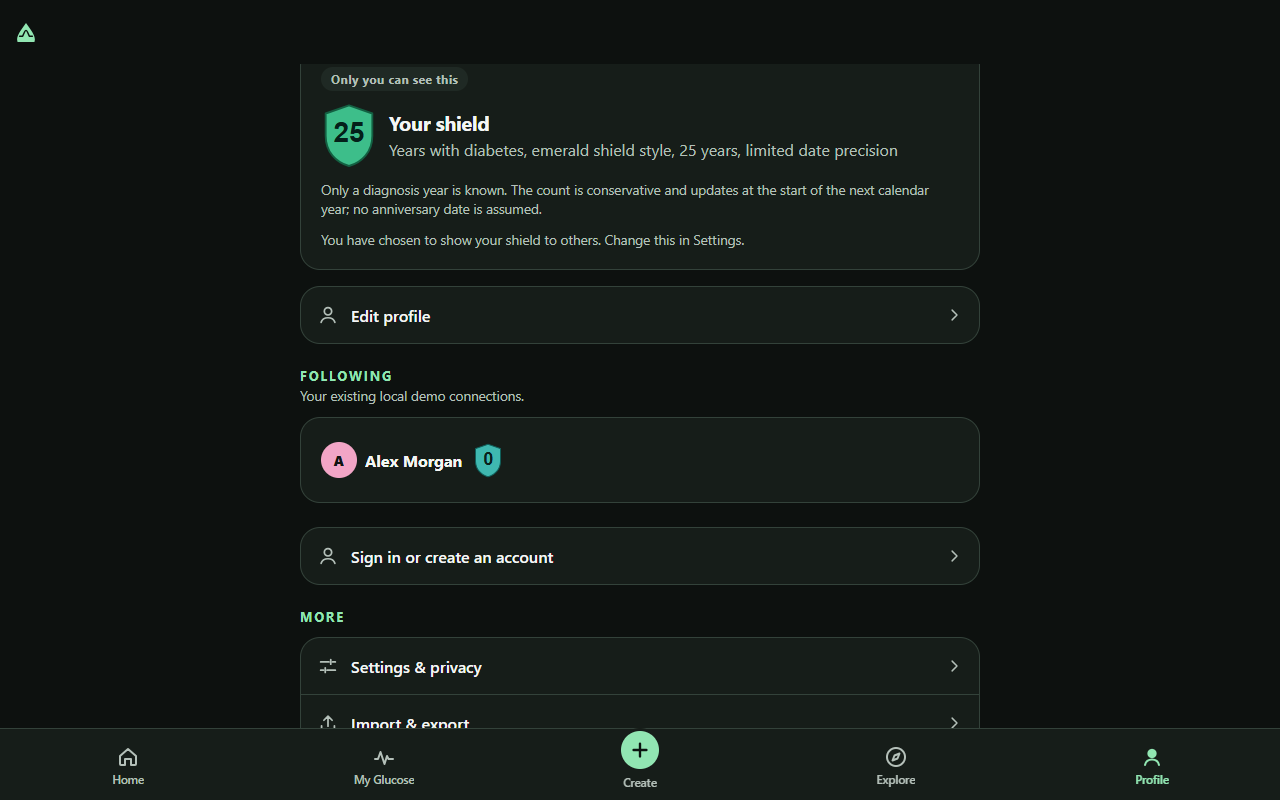 Only you can see this
25
Your shield
Years with diabetes, emerald shield style, 25 years, limited date precision
Only a diagnosis year is known. The count is conservative and updates at the start of the next calendar
year; no anniversary date is assumed.
You have chosen to show your shield to others. Change this in Settings.
Edit profile
FOLLOWING
Your existing local demo connections.
A
Alex Morgan
0
Sign in or create an account
MORE
Settings & privacy
Import & export
Home
My Glucose
Create
Explore
Profile